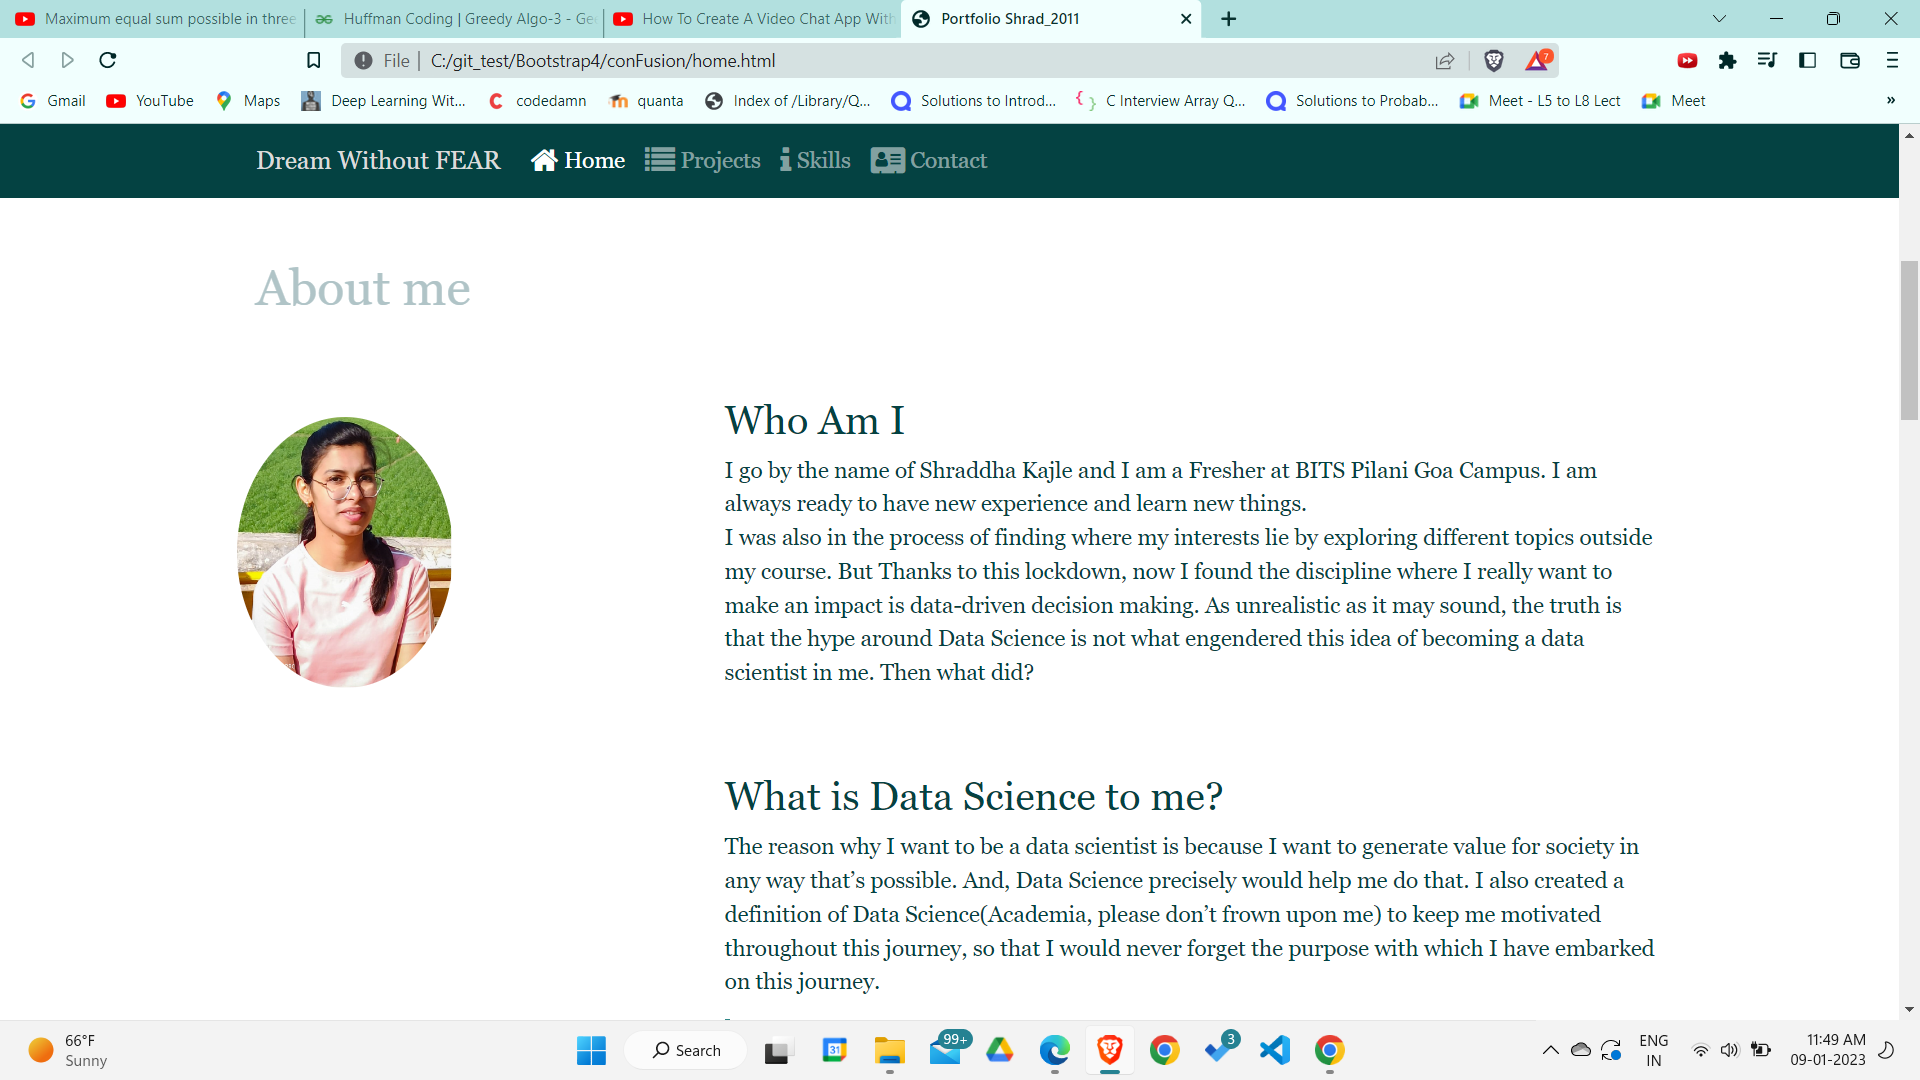 Maximum equal sum possible in three
Huffman Coding | Greedy Algo-3 - Ge
How To Create A Video Chat App With
Portfolio Shrad_2011
File
C:/git_test/Bootstrap4/conFusion/home.html
7
Gmail
YouTube
Maps
Deep Learning Wit...
codedamn
quanta
Index of /Library/Q...
Solutions to Introd...
C Interview Array Q...
Solutions to Probab...
Meet - L5 to L8 Lect
Meet
»
Dream Without FEAR
Home
Projects
Skills
Contact
About me
Who Am I
I go by the name of Shraddha Kajle and I am a Fresher at BITS Pilani Goa Campus. I am
always ready to have new experience and learn new things.
I was also in the process of finding where my interests lie by exploring different topics outside
my course. But Thanks to this lockdown, now I found the discipline where I really want to
make an impact is data-driven decision making. As unrealistic as it may sound, the truth is
that the hype around Data Science is not what engendered this idea of becoming a data
scientist in me. Then what did?
What is Data Science to me?
The reason why I want to be a data scientist is because I want to generate value for society in
any way that’s possible. And, Data Science precisely would help me do that. I also created a
definition of Data Science(Academia, please don’t frown upon me) to keep me motivated
throughout this journey, so that I would never forget the purpose with which I have embarked
on this journey.
66°F
Sunny
Search
31
99+
3
ENG
IN
11:49 AM
09-01-2023